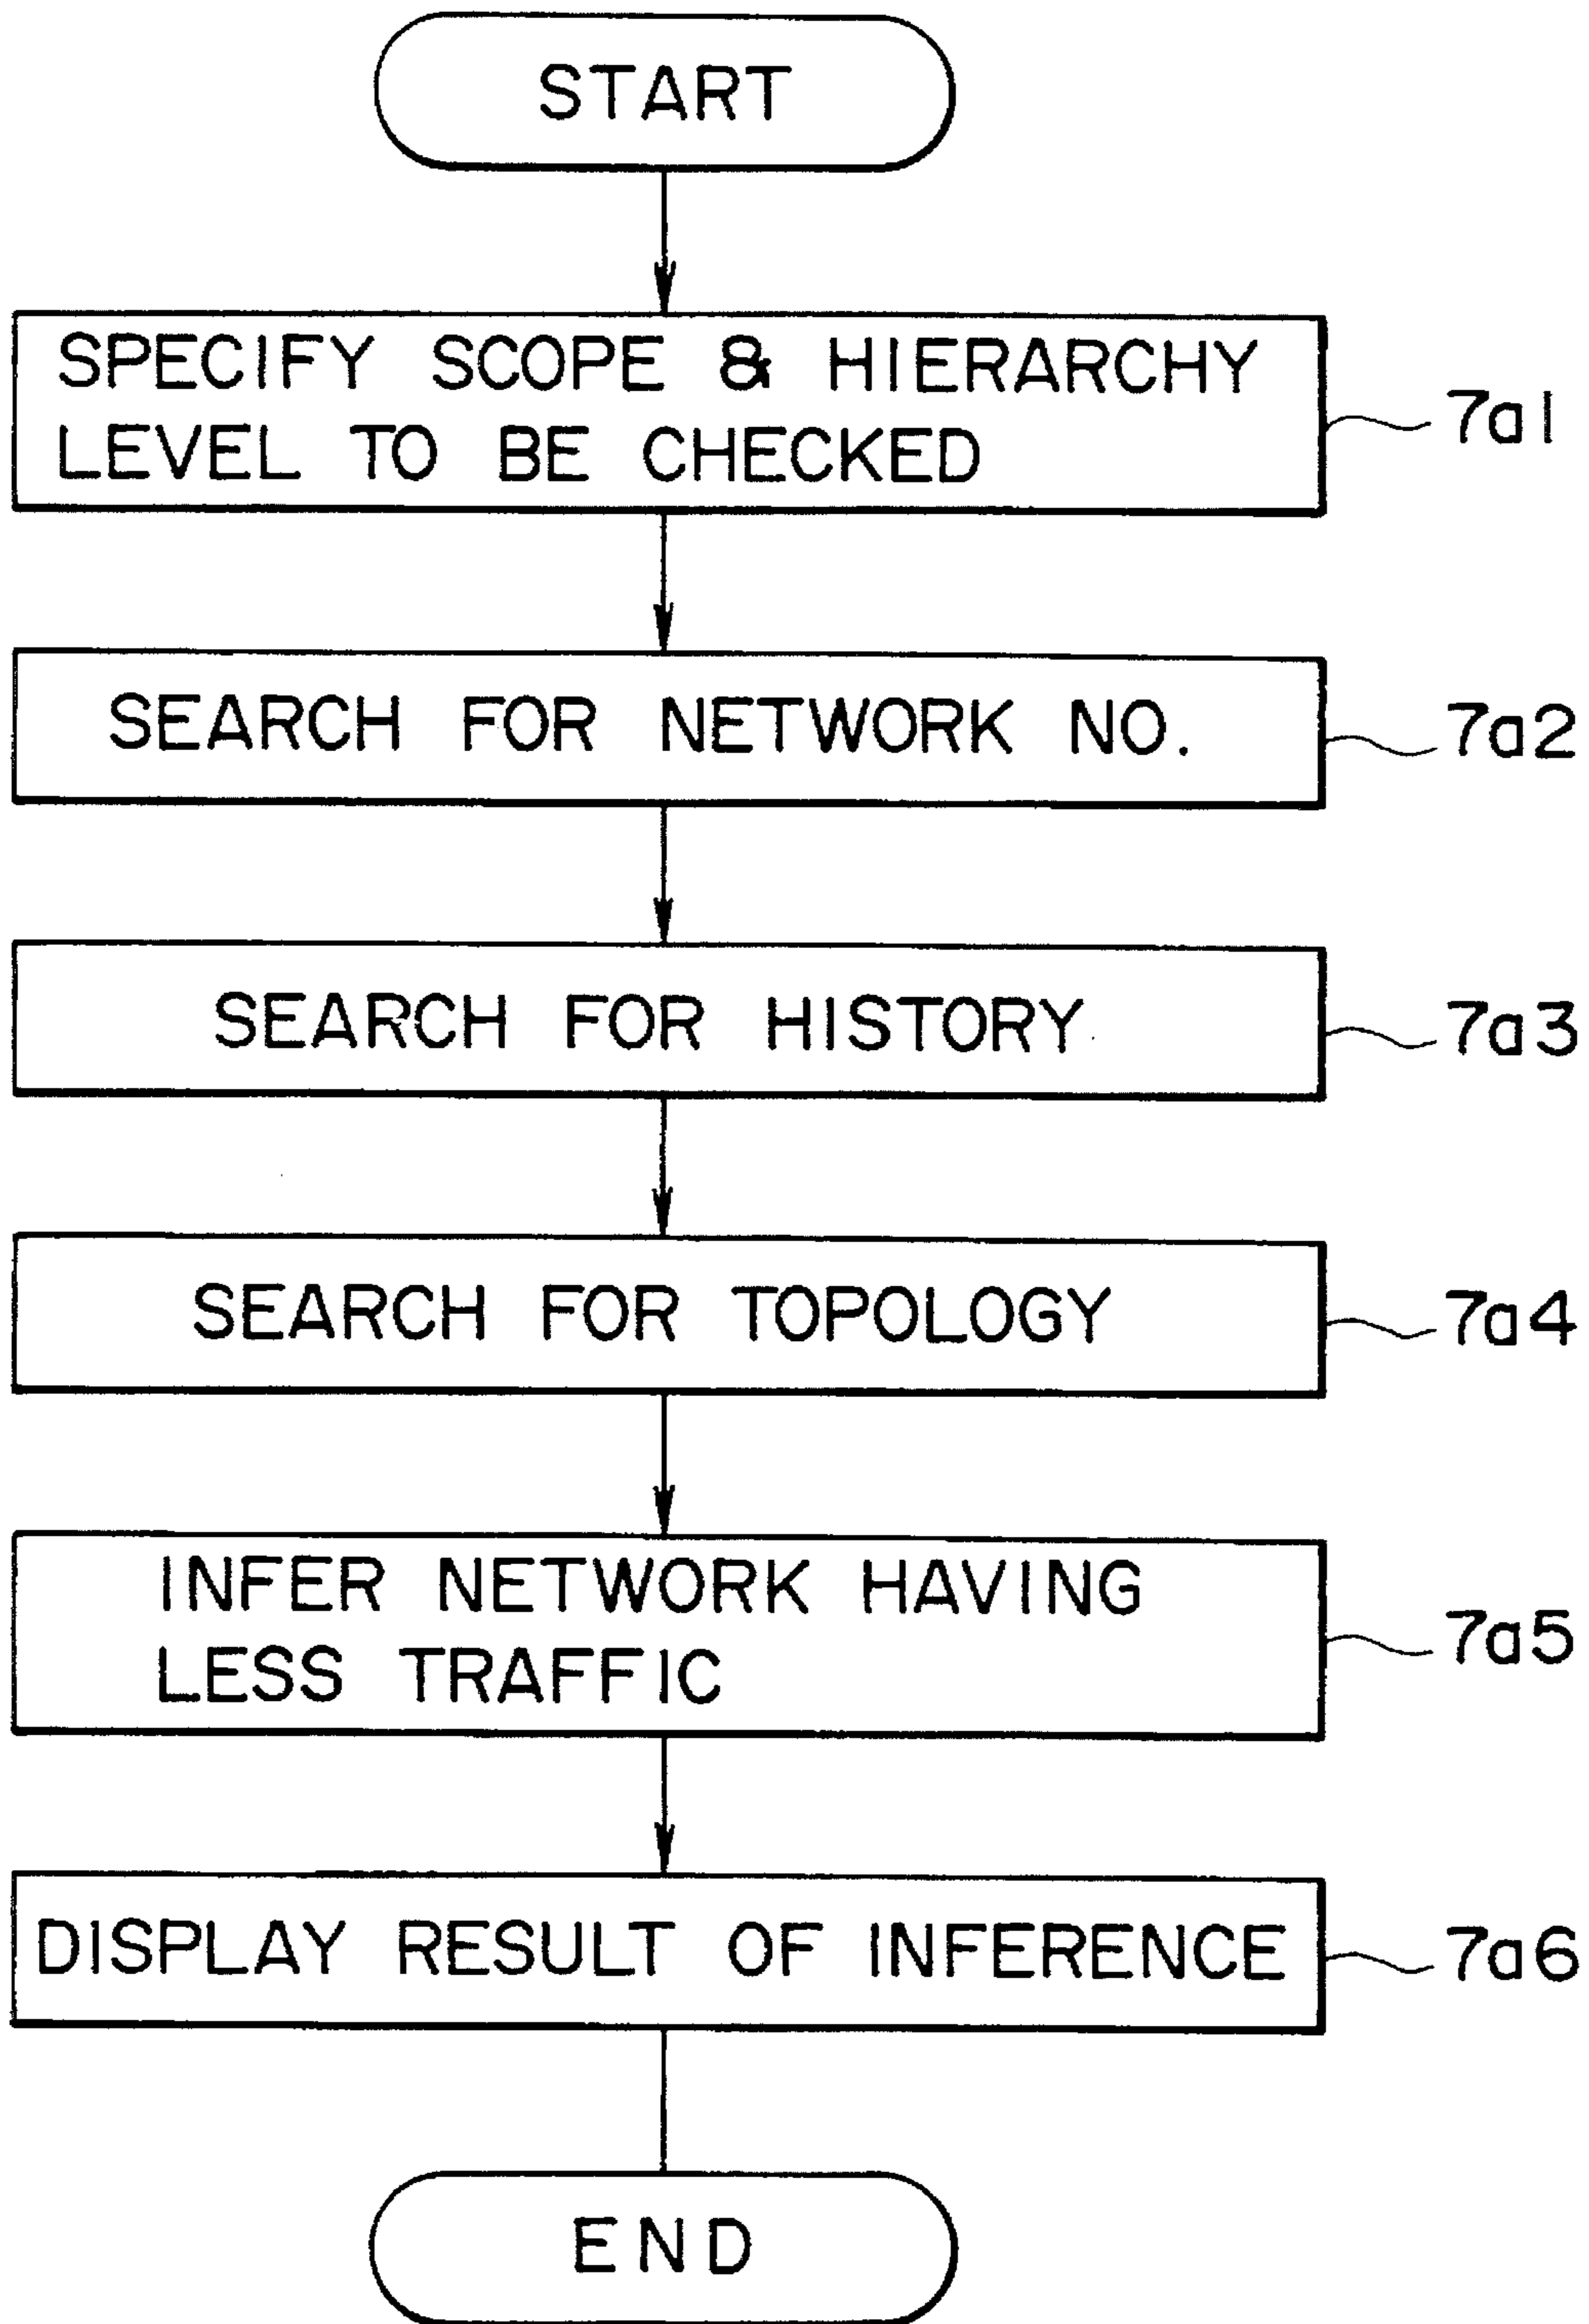 START
SPECIFY SCOPE & HIERARCHY
LEVEL TO BE CHECKED
7a1
SEARCH FOR NETWORK NO.
7a2
SEARCH FOR HISTORY
7a3
SEARCH FOR TOPOLOGY
7a4
INFER NETWORK HAVING
LESS TRAFFIC
7a5
DISPLAY RESULT OF INFERENCE
7a6
END